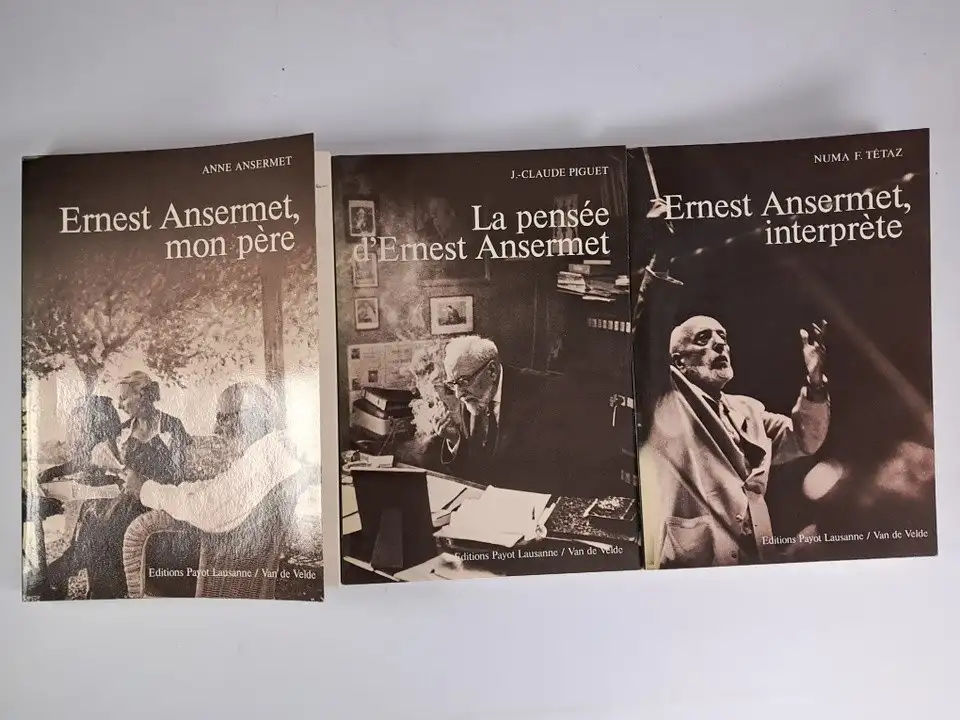 ANNE ANSERMET
Ernest Ansermet,
mon père
Editions Payot Lausanne / Van de Velde
J.-CLAUDE PIGUET
La pensée
d'Ernest Ansermet
Editions Payot Lausanne / Van de Velde
NUMA F. TÉTAZ
Ernest Ansermet,
interprète
Editions Payot Lausanne / Van de Velde